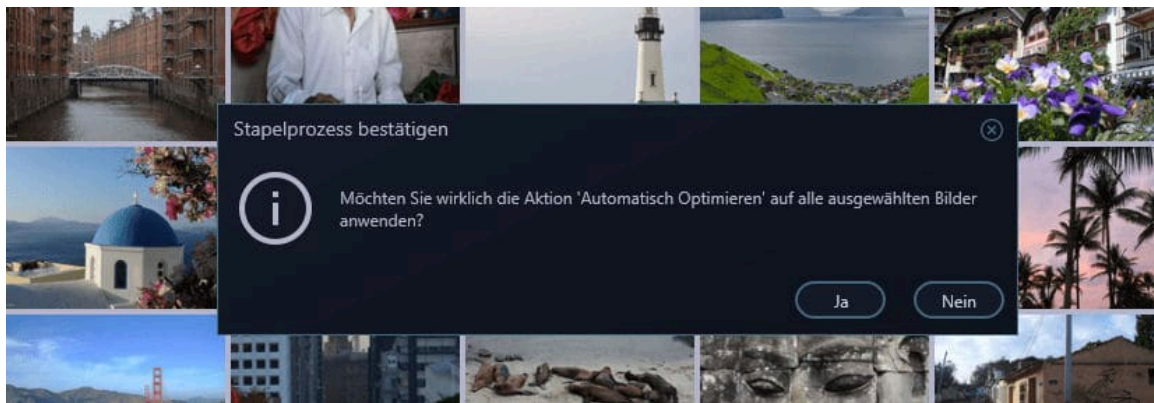 Stapelprozess bestätigen
Möchten Sie wirklich die Aktion 'Automatisch Optimieren' auf alle ausgewählten Bilder
anwenden?
Ja
Nein